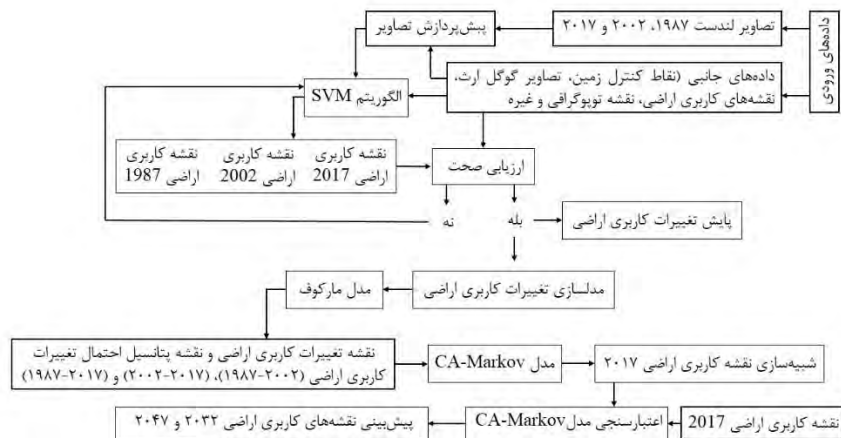 داده‌های ورودی
تصاویر لندست ۱۹۸۷، ۲۰۰۲ و ۲۰۱۷
پیش‌پردازش تصاویر
داده‌های جانبی (نقاط کنترل زمین، تصاویر گوگل ارث،
نقشه‌های کاربری اراضی، نقشه توپوگرافی و غیره
الگوریتم SVM
نقشه کاربری
اراضی 2017
نقشه کاربری
اراضی 2002
نقشه کاربری
اراضی 1987
ارزیابی صحت
بله
نه
پایش تغییرات کاربری اراضی
مدلسازی تغییرات کاربری اراضی
مدل مارکوف
نقشه تغییرات کاربری اراضی و نقشه پتانسیل احتمال تغییرات
کاربری اراضی (۲۰۰۲-۱۹۸۷)، (۲۰۱۷-۲۰۰۲) و (۲۰۱۷-۱۹۸۷)
مدل CA-Markov
شبیه‌سازی نقشه کاربری اراضی ۲۰۱۷
نقشه کاربری اراضی 2017
اعتبارسنجی مدل CA-Markov
پیش‌بینی نقشه‌های کاربری اراضی ۲۰۳۲ و ۲۰۴۷